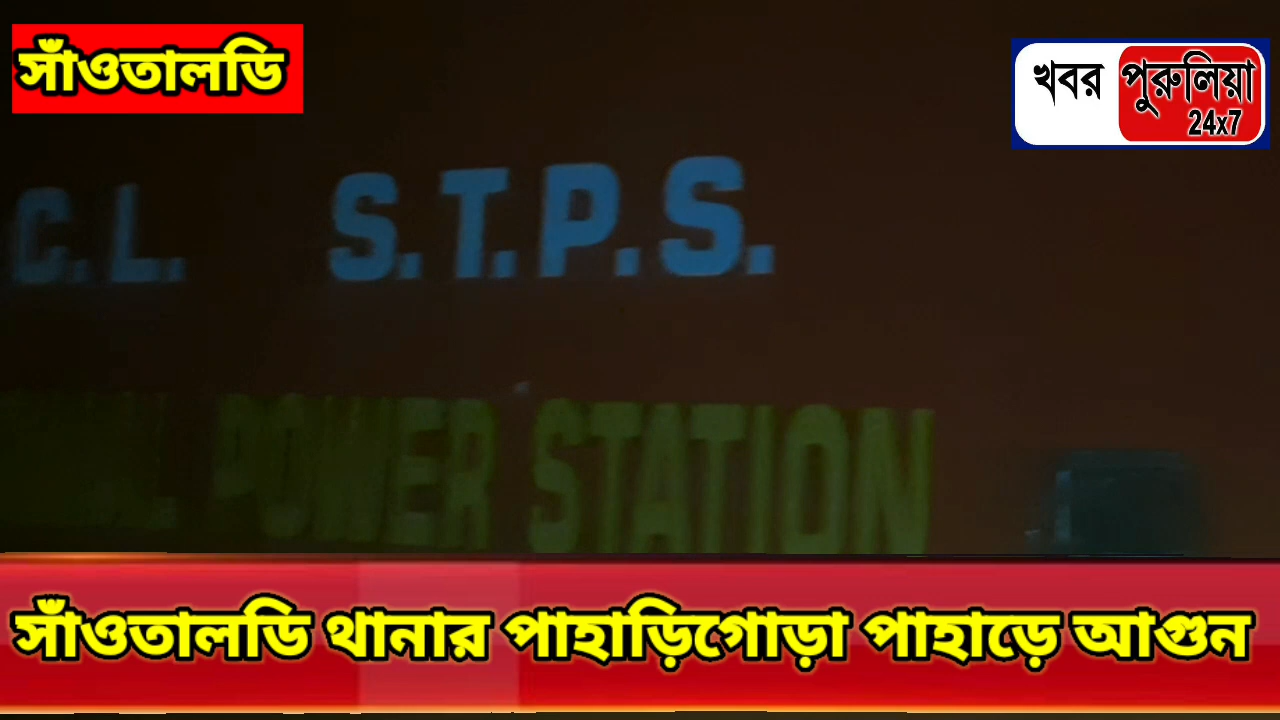 সাঁওতালডি
খবর পুরুলিয়া
24x7
C.L. S.T.P.S.
POWER STATION
সাঁওতালডি থানার পাহাড়িগোড়া পাহাড়ে আগুন